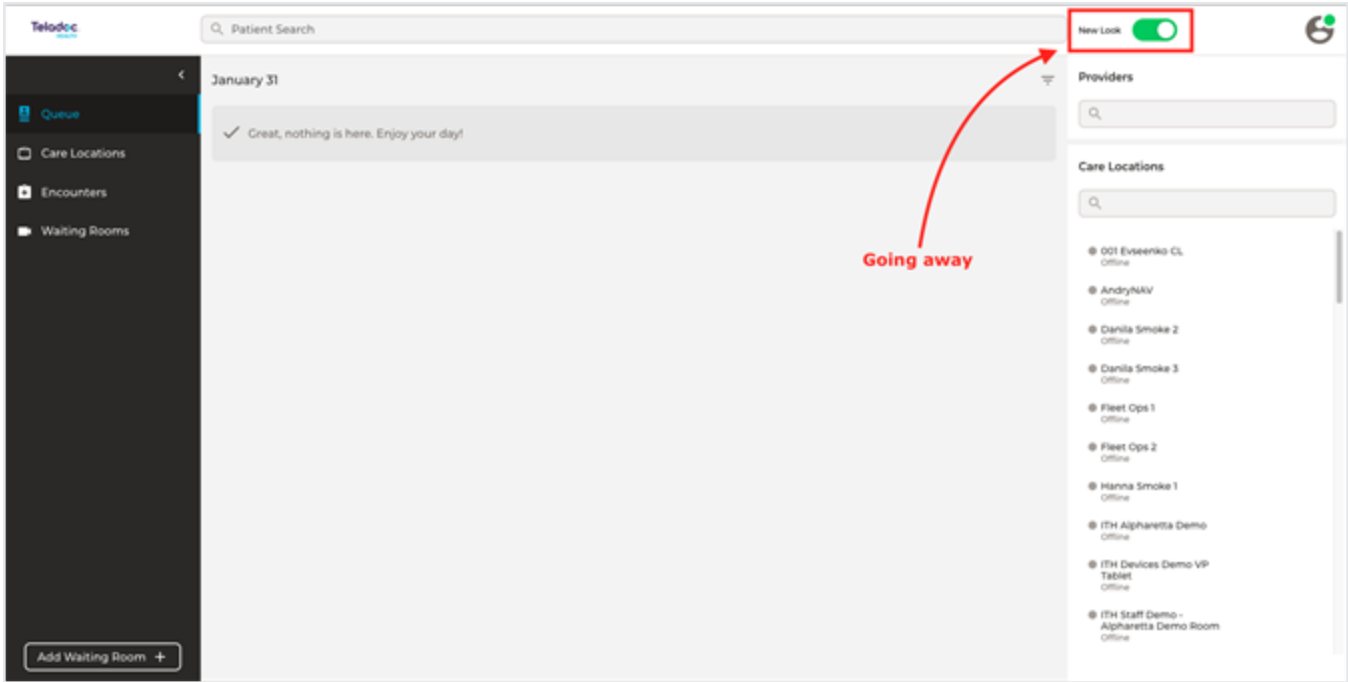 Teladoc
HEALTH
Patient Search
New Look
Queue
Care Locations
Encounters
Waiting Rooms
Add Waiting Room +
January 31
Great, nothing is here. Enjoy your day!
Going away
Providers
Care Locations
001 Evseenko CL
Offline
AndryNAV
Offline
Danila Smoke 2
Offline
Danila Smoke 3
Offline
Fleet Ops 1
Offline
Fleet Ops 2
Offline
Hanna Smoke 1
Offline
ITH Alpharetta Demo
Offline
ITH Devices Demo VP
Tablet
Offline
ITH Staff Demo -
Alpharetta Demo Room
Offline